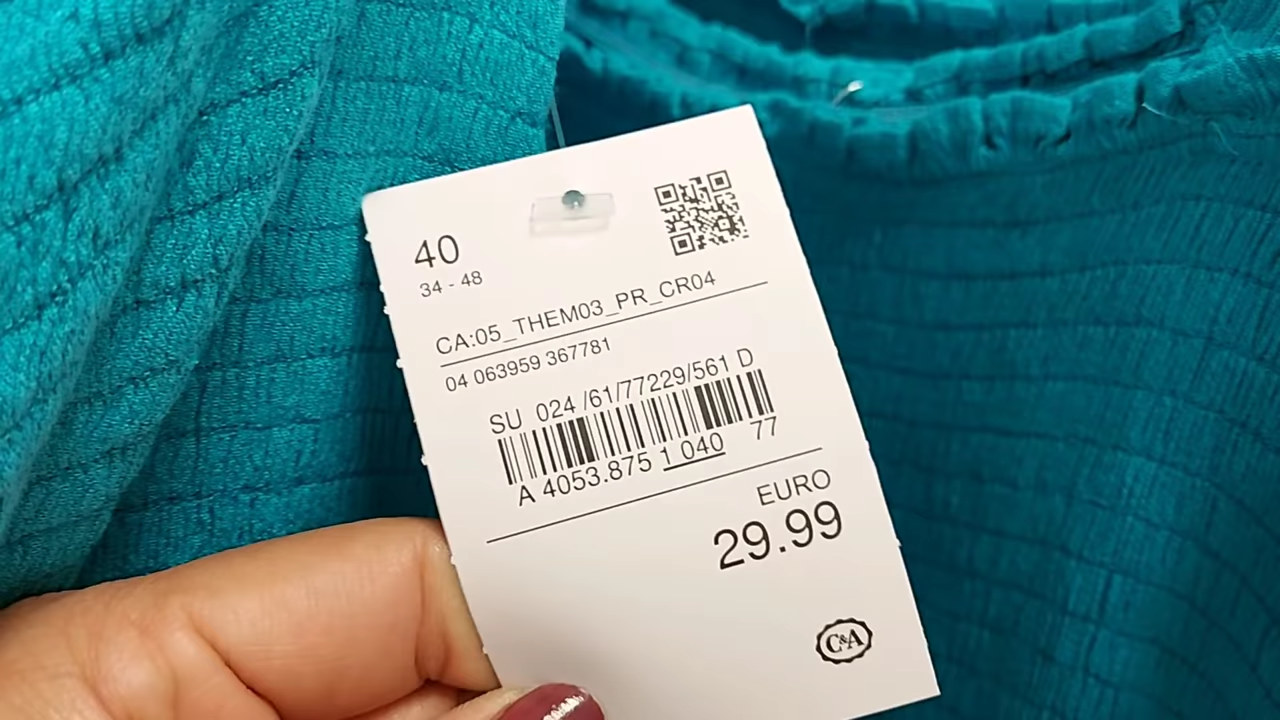 40
34 - 48
CA:05_THEM03_PR_CR04
04 063959 367781
SU 024 /61/77229/561 D
A 4053.875 1 040 77
EURO
29.99
C&A